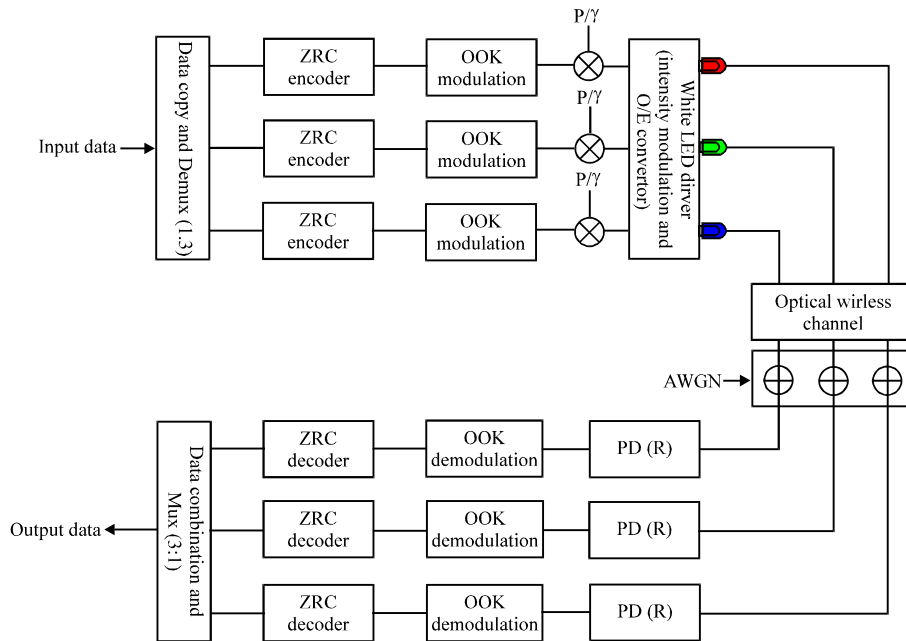 P/γ
ZRC
encoder
OOK
modulation
Data copy and Demux (1.3)
White LED dirver
(intensity modulation and
O/E convertor)
P/γ
Input data
ZRC
encoder
OOK
modulation
P/γ
ZRC
encoder
OOK
modulation
Optical wirless
channel
AWGN
ZRC
decoder
OOK
demodulation
PD (R)
Data combination and
Mux (3:1)
Output data
ZRC
decoder
OOK
demodulation
PD (R)
ZRC
decoder
OOK
demodulation
PD (R)